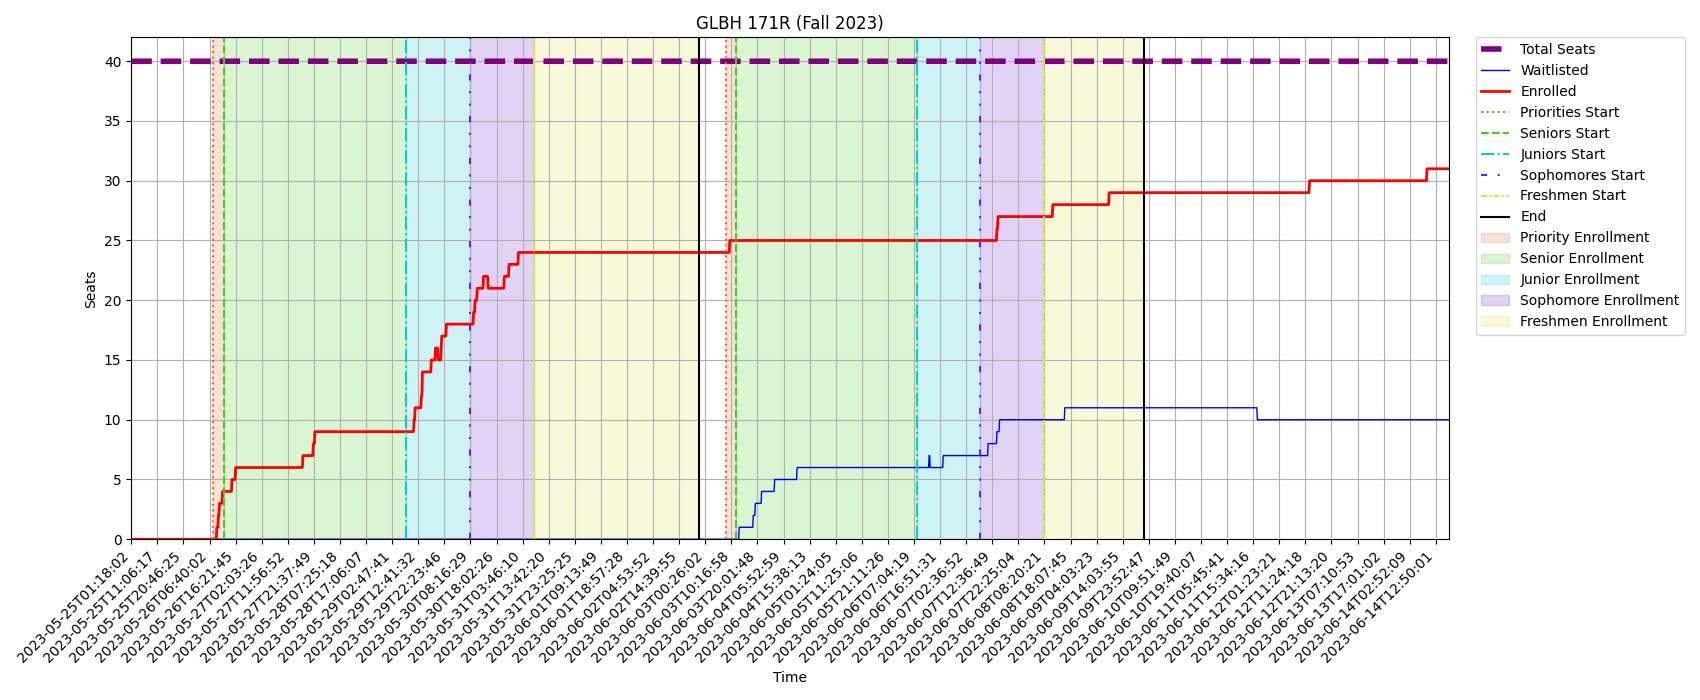 GLBH 171R (Fall 2023)
Seats
40
35
30
25
20
15
10
5
0
2023-05-25T01:18:02
2023-05-25T11:06:17
2023-05-25T20:46:25
2023-05-26T06:40:02
2023-05-26T16:21:45
2023-05-27T02:03:26
2023-05-27T11:56:52
2023-05-27T21:37:49
2023-05-28T07:25:18
2023-05-28T17:06:07
2023-05-29T02:47:41
2023-05-29T12:41:32
2023-05-29T22:23:46
2023-05-30T08:16:29
2023-05-30T18:02:26
2023-05-31T03:46:10
2023-05-31T13:42:20
2023-05-31T23:25:25
2023-06-01T09:13:49
2023-06-01T18:57:28
2023-06-02T04:53:52
2023-06-02T14:39:55
2023-06-03T00:26:02
2023-06-03T10:16:58
2023-06-03T20:01:48
2023-06-04T05:52:59
2023-06-04T15:38:13
2023-06-05T01:24:05
2023-06-05T11:25:06
2023-06-05T21:11:26
2023-06-06T07:04:19
2023-06-06T16:51:31
2023-06-07T02:36:52
2023-06-07T12:36:49
2023-06-07T22:25:04
2023-06-08T08:20:21
2023-06-08T18:07:45
2023-06-09T04:03:23
2023-06-09T14:03:55
2023-06-09T23:52:47
2023-06-10T09:51:49
2023-06-10T19:40:07
2023-06-11T05:45:41
2023-06-11T15:34:16
2023-06-12T01:23:21
2023-06-12T11:24:18
2023-06-12T21:13:20
2023-06-13T07:10:53
2023-06-13T17:01:02
2023-06-14T02:52:09
2023-06-14T12:50:01
Time
Total Seats
Waitlisted
Enrolled
Priorities Start
Seniors Start
Juniors Start
Sophomores Start
Freshmen Start
End
Priority Enrollment
Senior Enrollment
Junior Enrollment
Sophomore Enrollment
Freshmen Enrollment